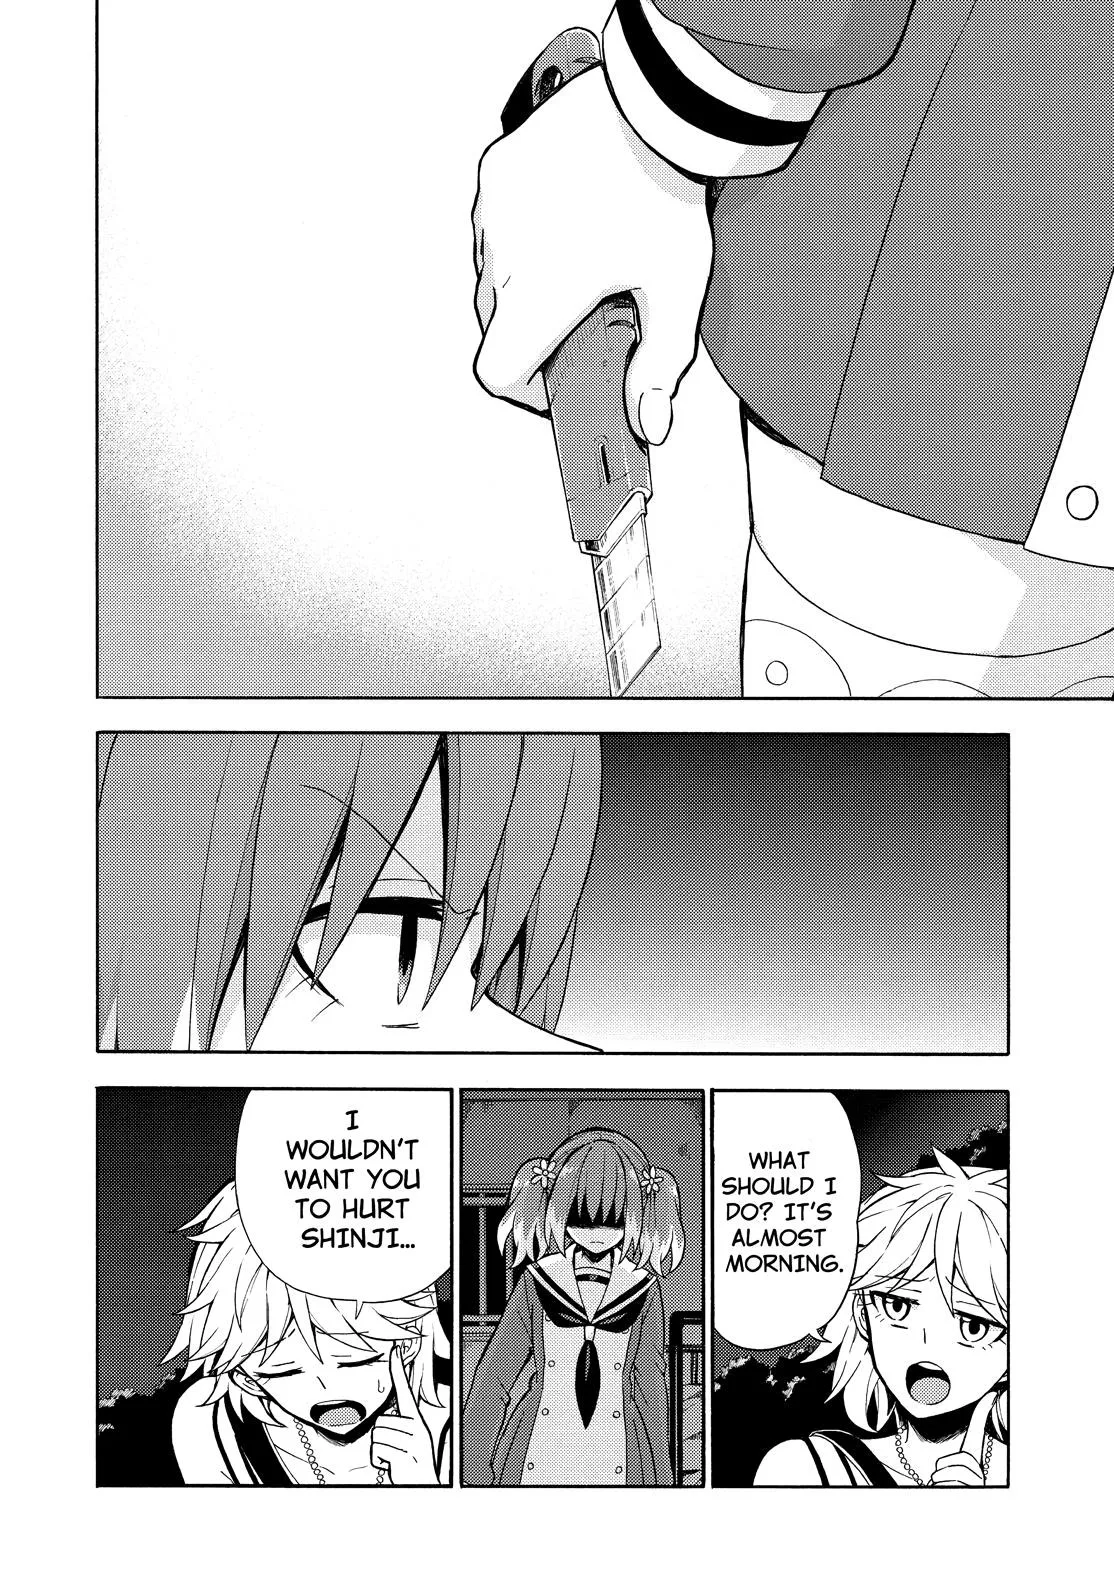 WHAT
SHOULD I
DO? IT'S
ALMOST
MORNING.
I
WOULDN'T
WANT YOU
TO HURT
SHINJI...